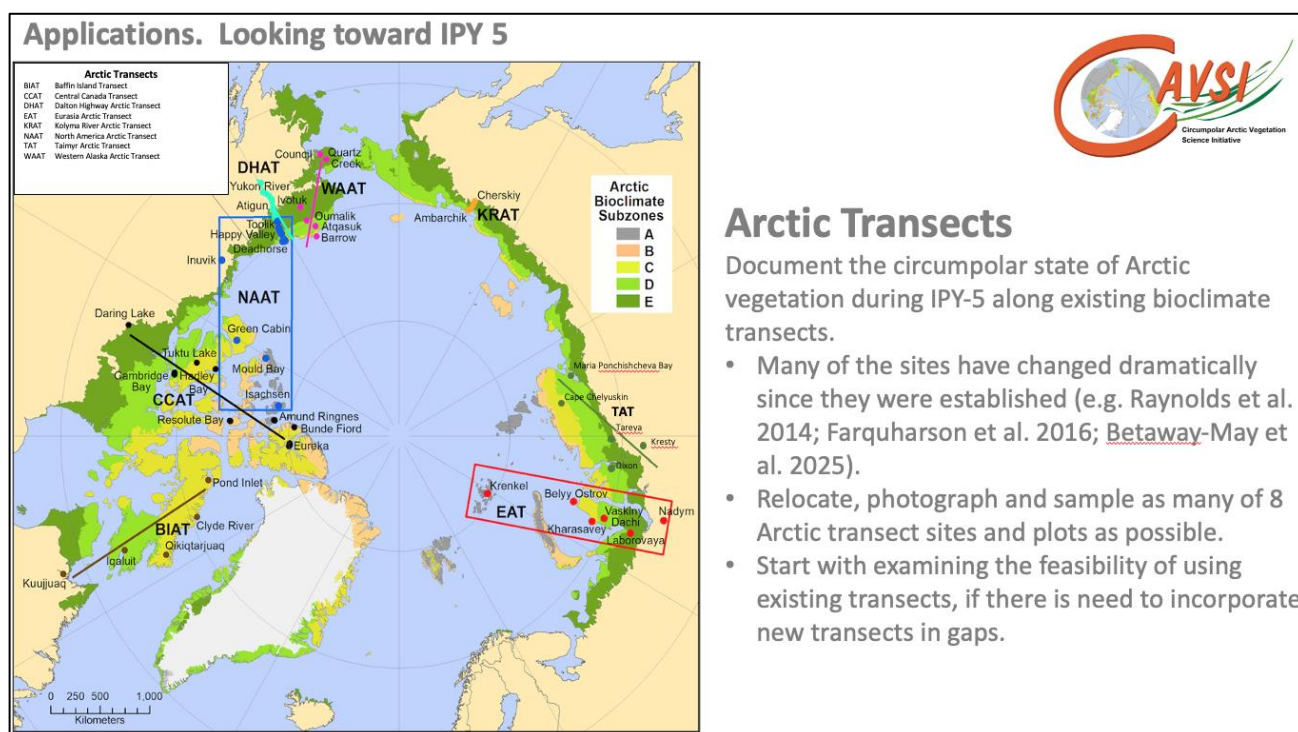 Applications.  Looking toward IPY 5
Arctic Transects
BIAT Baffin Island Transect
CCAT Central Canada Transect
DHAT Dalton Highway Arctic Transect
EAT Eurasia Arctic Transect
KRAT Kolyma River Arctic Transect
NAAT North America Arctic Transect
TAT Taimyr Arctic Transect
WAAT Western Alaska Arctic Transect
Council
Quartz
Creek
DHAT
WAAT
Yukon River
Ivotuk
Atigun
Toolik
Oumalik
Happy Valley
Atqasuk
Deadhorse
Barrow
Cherskiy
Ambarchik
KRAT
Arctic
Bioclimate
Subzones
A
B
C
D
E
Inuvik
NAAT
Daring Lake
Green Cabin
Tuktu Lake
Mould Bay
Cambridge
Bay
Hadley
Bay
CCAT
Isachsen
Resolute Bay
Amund Ringnes
Bunde Fiord
Eureka
Maria Ponchishcheva Bay
Cape Chelyuskin
TAT
Tareva
Kresty
Dixon
Pond Inlet
BIAT
Clyde River
Qikiqtarjuaq
Iqaluit
Kuujjuaq
Krenkel
EAT
Belyy Ostrov
Kharasavey
Vaskiny
Dachi
Nadym
Laborovaya
0 250 500 1,000
Kilometers
CAVSI
Circumpolar Arctic Vegetation
Science Initiative
Arctic Transects
Document the circumpolar state of Arctic
vegetation during IPY-5 along existing bioclimate
transects.
• Many of the sites have changed dramatically
since they were established (e.g. Raynolds et al.
2014; Farquharson et al. 2016; Betaway-May et
al. 2025).
• Relocate, photograph and sample as many of 8
Arctic transect sites and plots as possible.
• Start with examining the feasibility of using
existing transects, if there is need to incorporate
new transects in gaps.